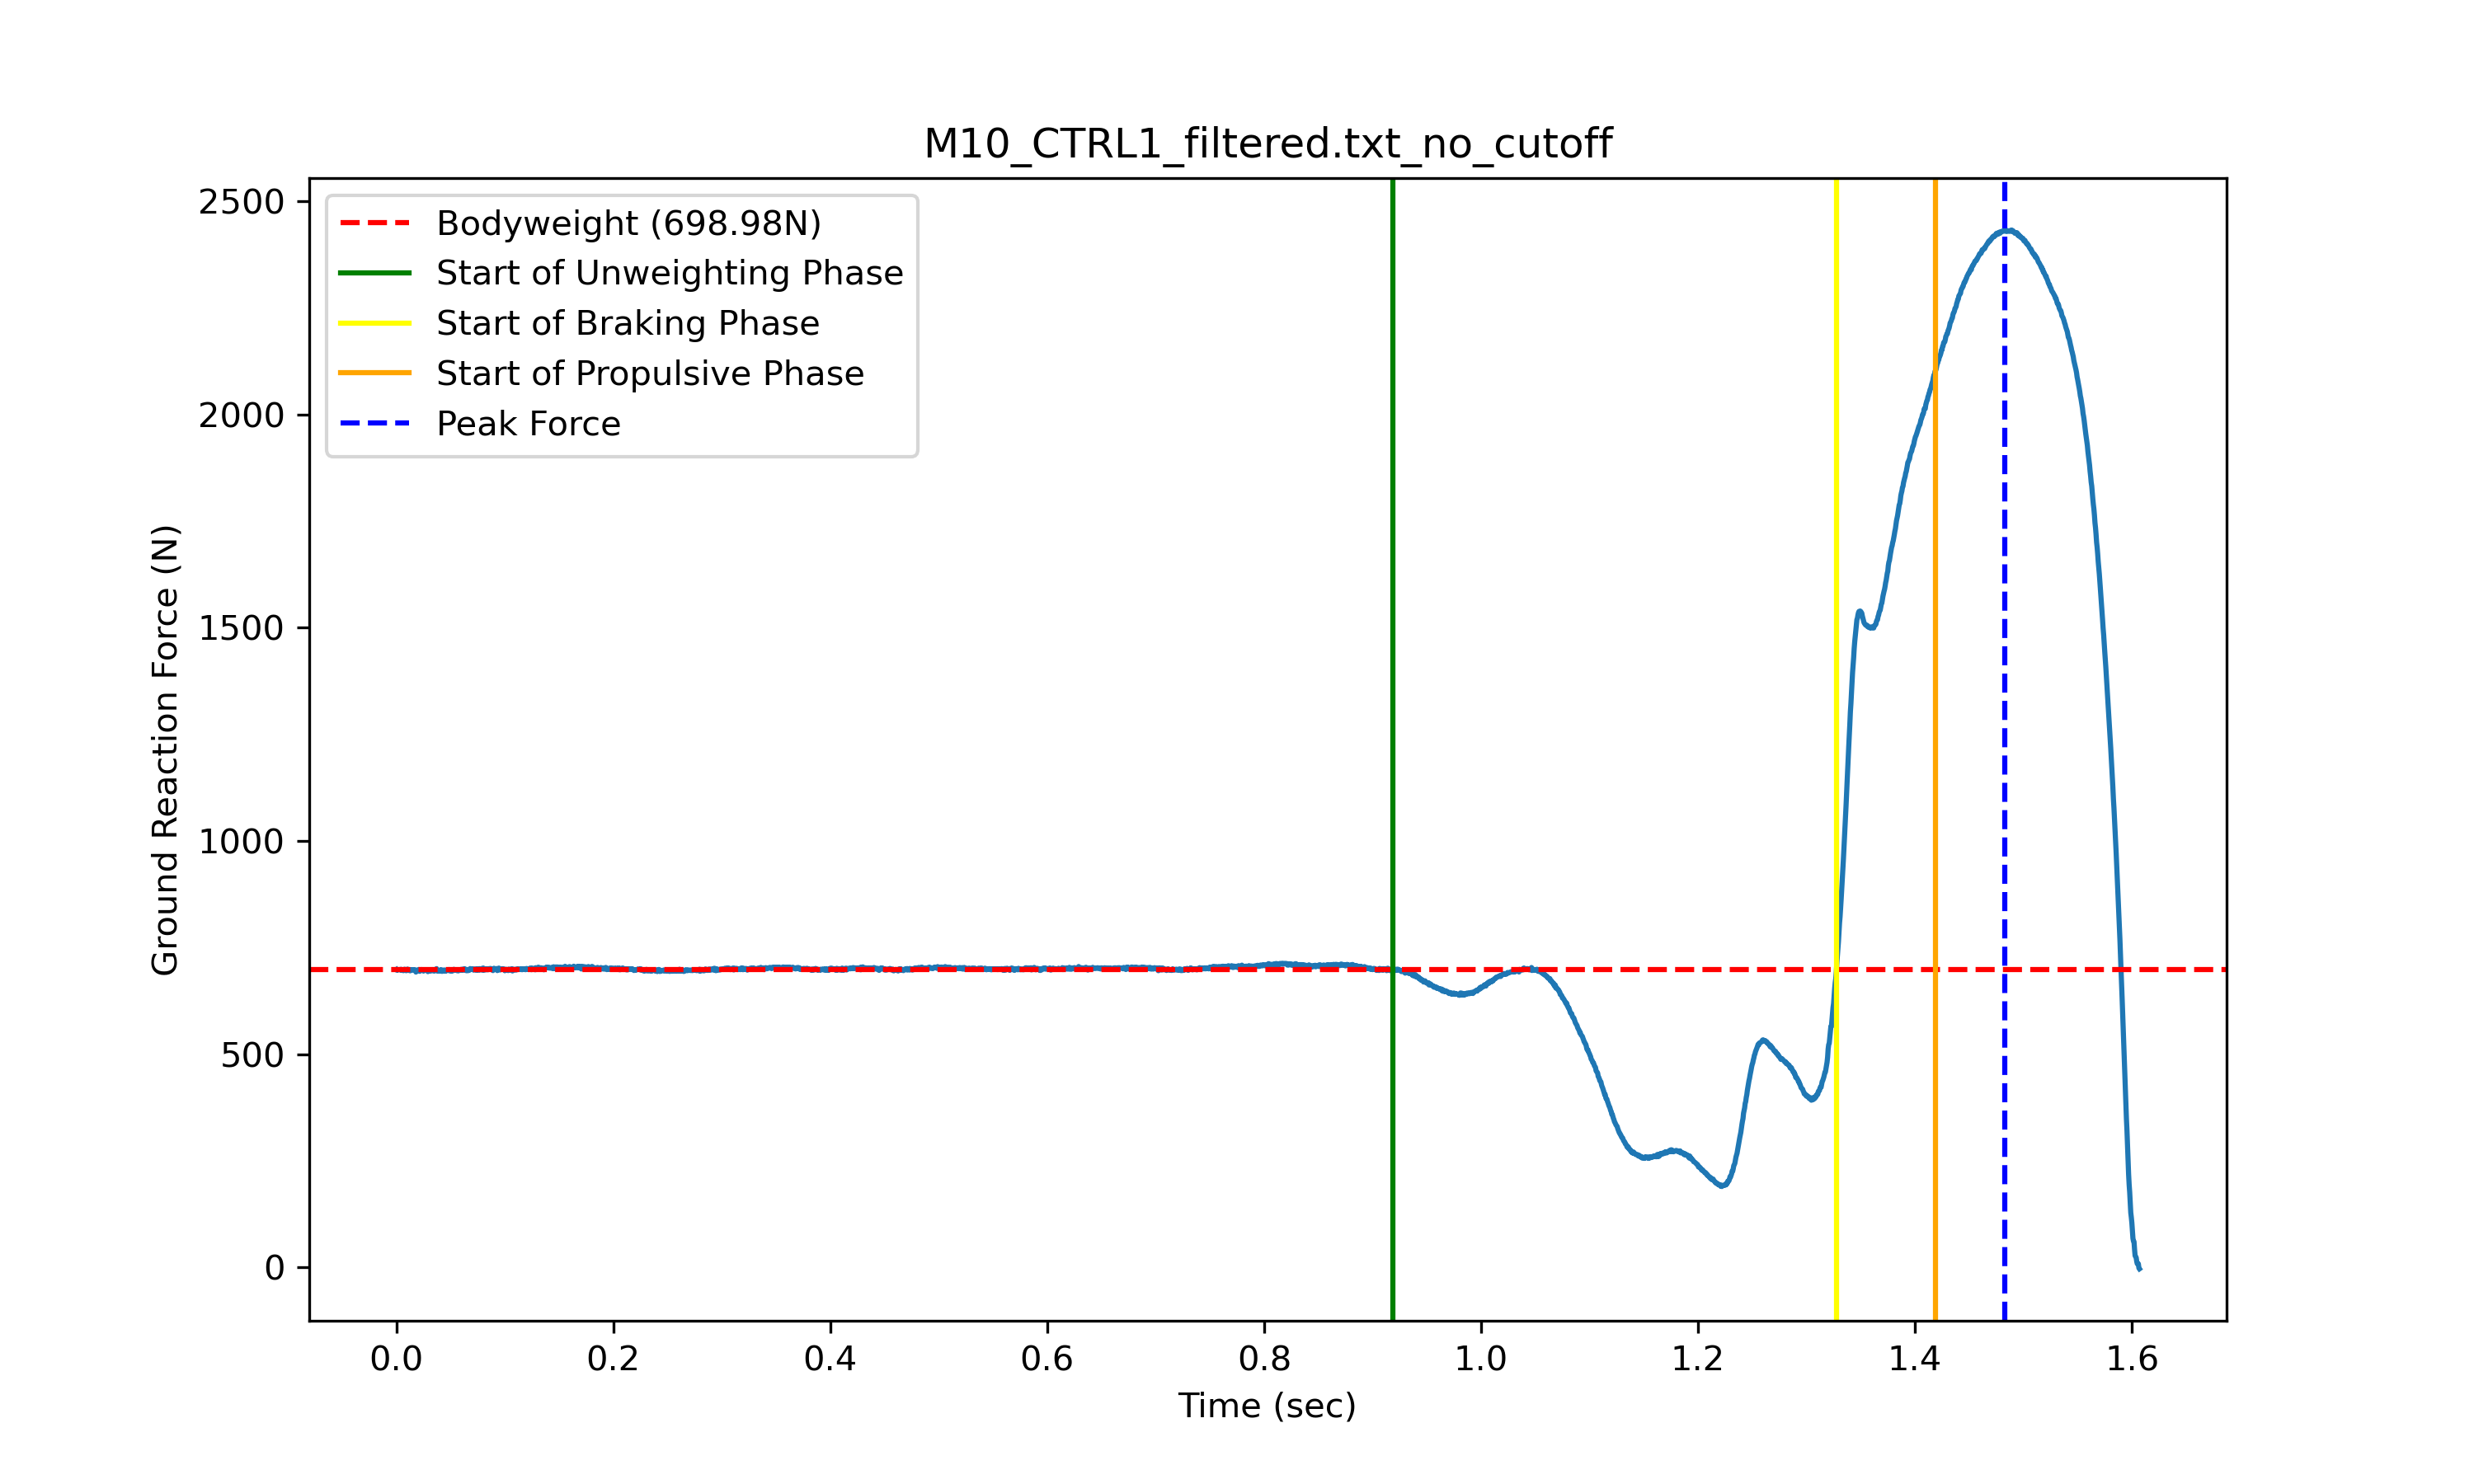 M10_CTRL1_filtered.txt_no_cutoff
2500
2000
1500
1000
500
0
Ground Reaction Force (N)
Bodyweight (698.98N)
Start of Unweighting Phase
Start of Braking Phase
Start of Propulsive Phase
Peak Force
0.0 0.2 0.4 0.6 0.8 1.0 1.2 1.4 1.6
Time (sec)